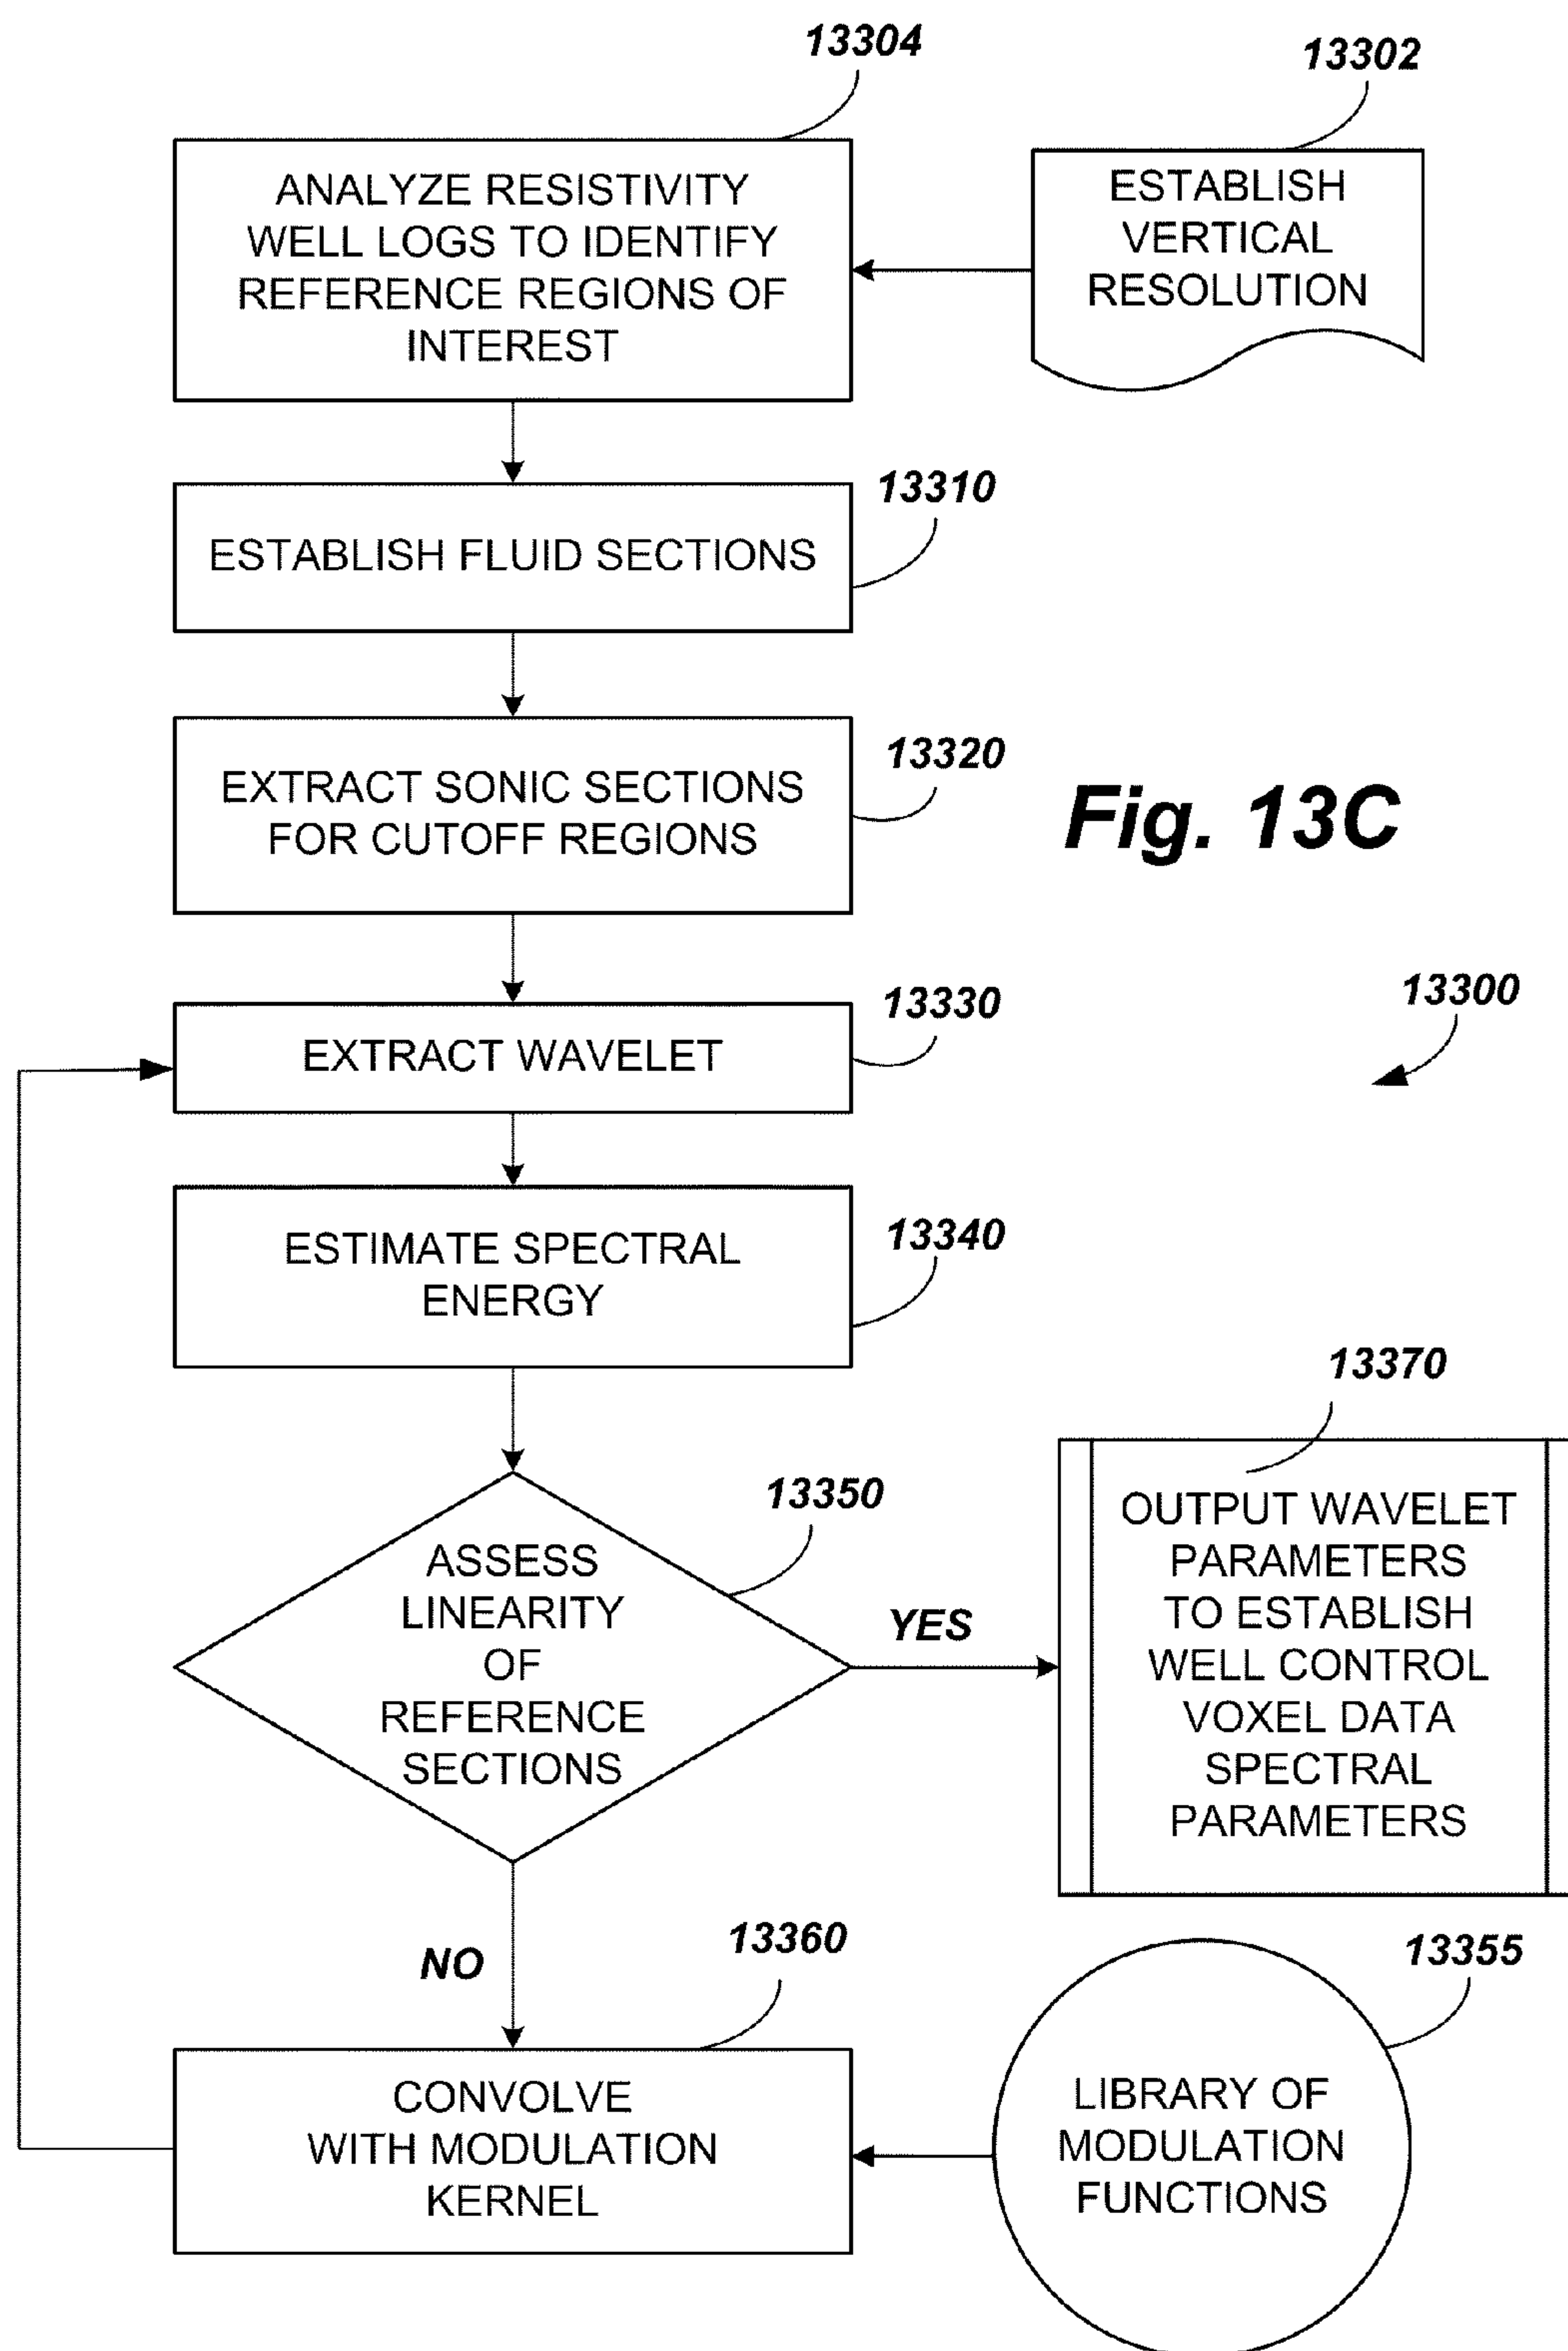 13304
13302
ANALYZE RESISTIVITY
WELL LOGS TO IDENTIFY
REFERENCE REGIONS OF
INTEREST
ESTABLISH
VERTICAL
RESOLUTION
13310
ESTABLISH FLUID SECTIONS
13320
EXTRACT SONIC SECTIONS
FOR CUTOFF REGIONS
Fig. 13C
13330
EXTRACT WAVELET
13300
13340
ESTIMATE SPECTRAL
ENERGY
13350
ASSESS
LINEARITY
OF
REFERENCE
SECTIONS
YES
13370
OUTPUT WAVELET
PARAMETERS
TO ESTABLISH
WELL CONTROL
VOXEL DATA
SPECTRAL
PARAMETERS
NO
13360
CONVOLVE
WITH MODULATION
KERNEL
13355
LIBRARY OF
MODULATION
FUNCTIONS